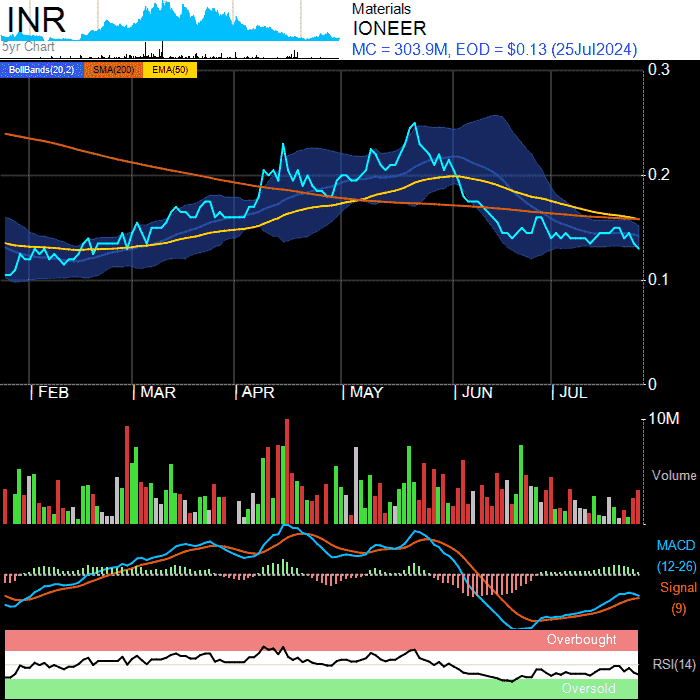 INR
5yr Chart
Materials
IONEER
MC = 303.9M, EOD = $0.13 (25Jul2024)
BollBands(20,2) SMA(200) EMA(50)
0.3
0.2
0.1
0
FEB MAR APR MAY JUN JUL
10M
Volume
MACD
(12-26)
Signal
(9)
Overbought
RSI(14)
Oversold